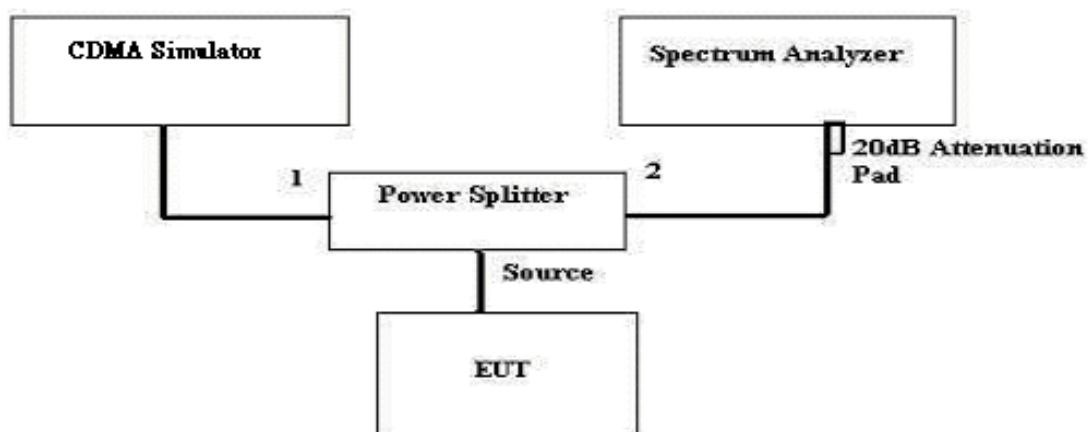 CDMA Simulator
Spectrum Analyzer
20dB Attenuation
Pad
1
2
Power Splitter
Source
EUT